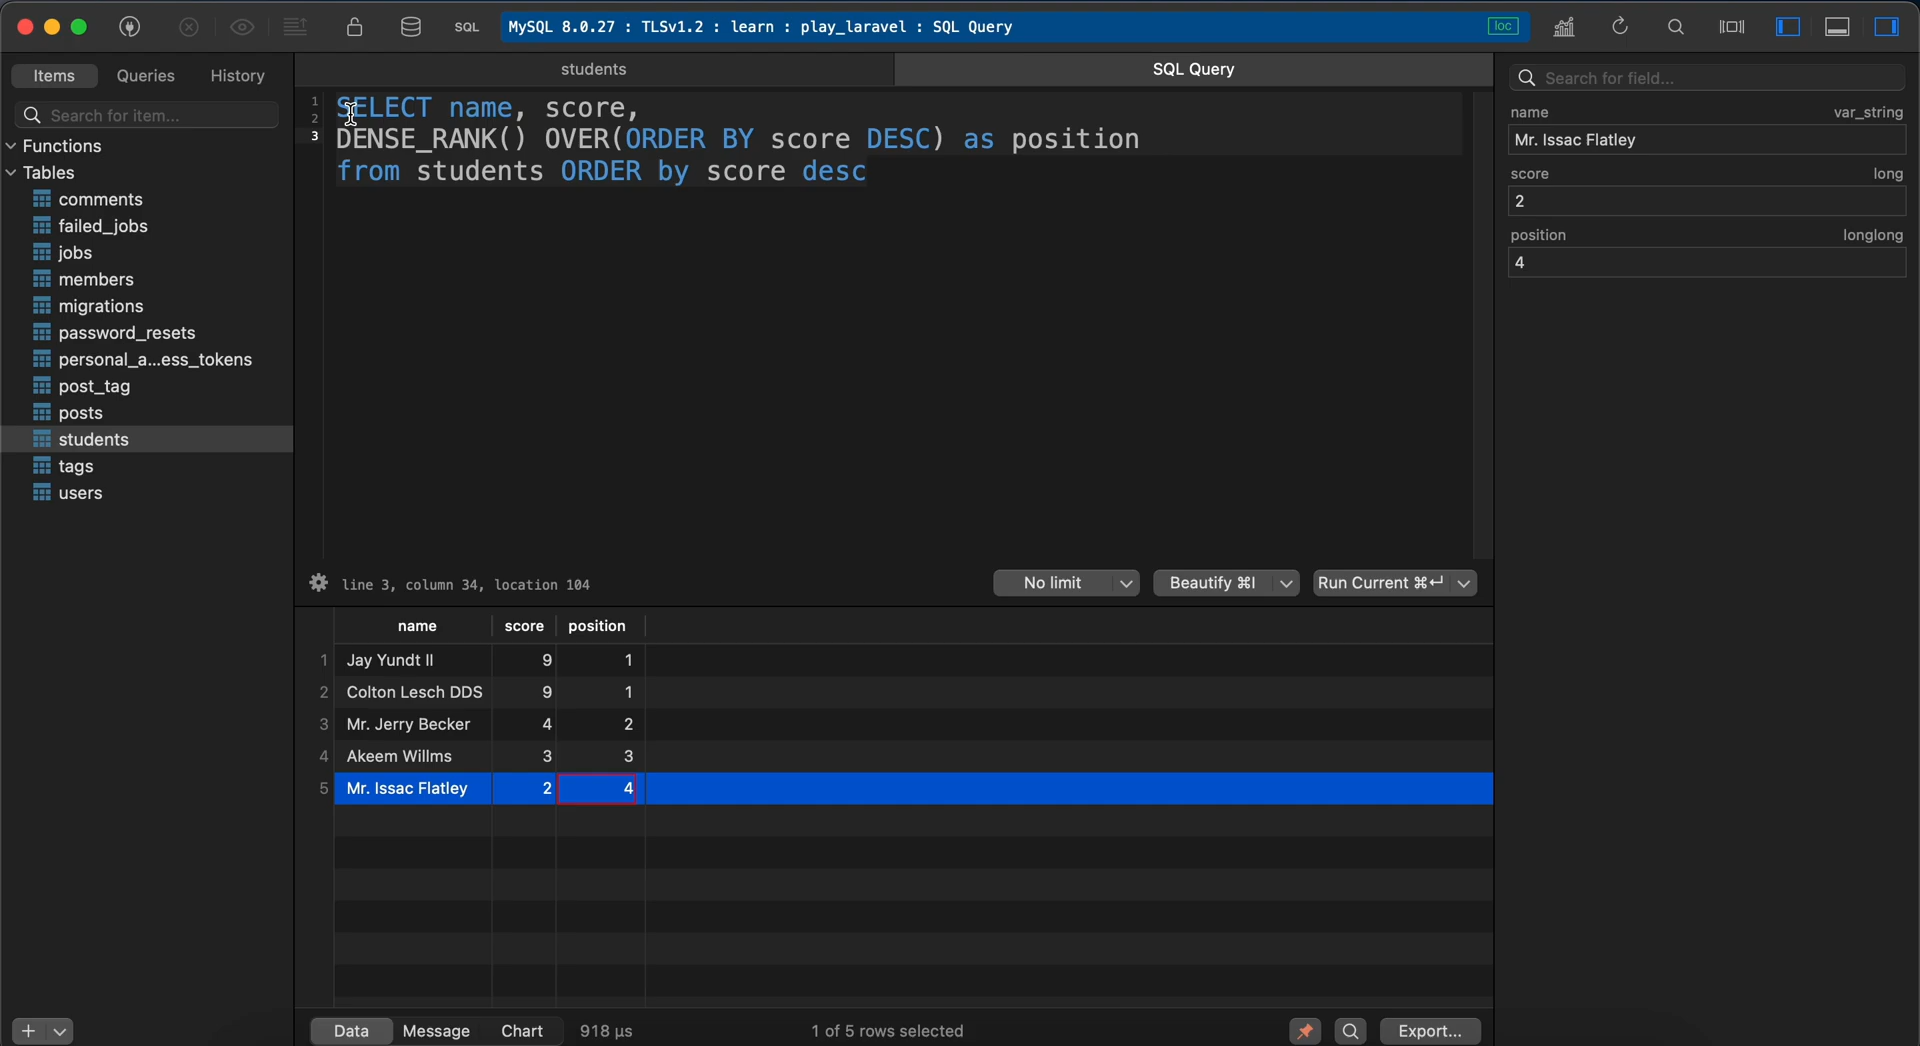 SQL
MySQL 8.0.27 : TLSv1.2 : learn : play_laravel : SQL Query
loc
Items
Queries
History
Search for item...
Functions
Tables
comments
failed_jobs
jobs
members
migrations
password_resets
personal_a...ess_tokens
post_tag
posts
students
tags
users
students
SQL Query
1 SELECT name, score,
2 DENSE_RANK() OVER(ORDER BY score DESC) as position
3 from students ORDER by score desc
line 3, column 34, location 104
No limit
Beautify ⌘I
Run Current ⌘↵
name score position
1 Jay Yundt II 9 1
2 Colton Lesch DDS 9 1
3 Mr. Jerry Becker 4 2
4 Akeem Willms 3 3
5 Mr. Issac Flatley 2 4
Data
Message
Chart
918 µs
1 of 5 rows selected
Export...
Search for field...
name var_string
Mr. Issac Flatley
score long
2
position longlong
4